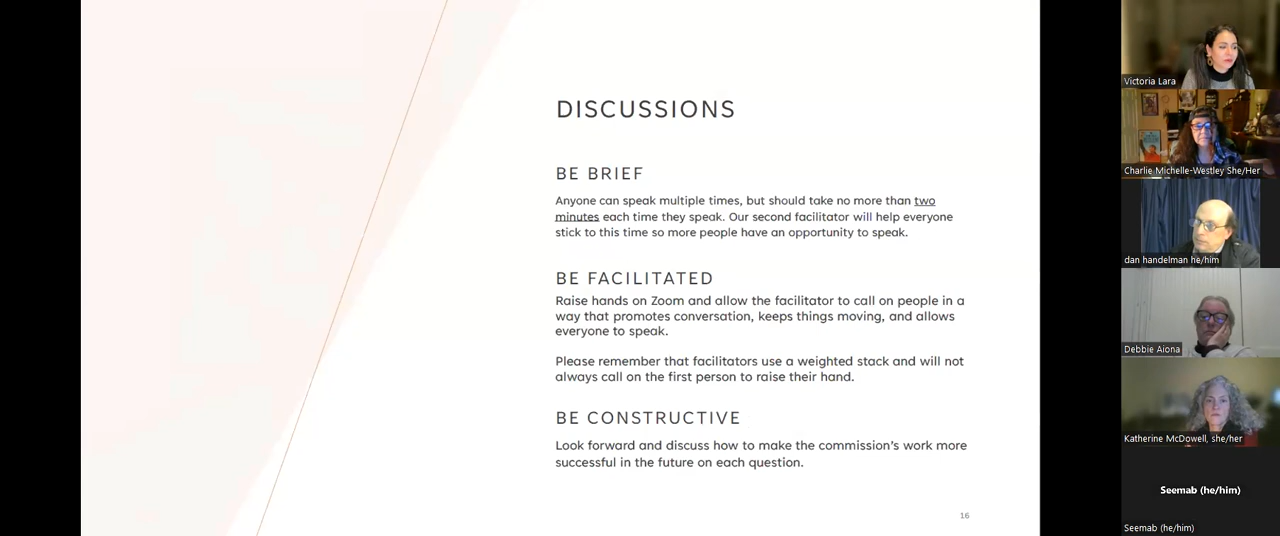 DISCUSSIONS
BE BRIEF
Anyone can speak multiple times, but should take no more than two
minutes each time they speak. Our second facilitator will help everyone
stick to this time so more people have an opportunity to speak.
BE FACILITATED
Raise hands on Zoom and allow the facilitator to call on people in a
way that promotes conversation, keeps things moving, and allows
everyone to speak.
Please remember that facilitators use a weighted stack and will not
always call on the first person to raise their hand.
BE CONSTRUCTIVE
Look forward and discuss how to make the commission's work more
successful in the future on each question.
16
Victoria Lara
Charlie Michelle-Westley She/Her
dan handelman he/him
Debbie Aiona
Katherine McDowell, she/her
Seemab (he/him)
Seemab (he/him)